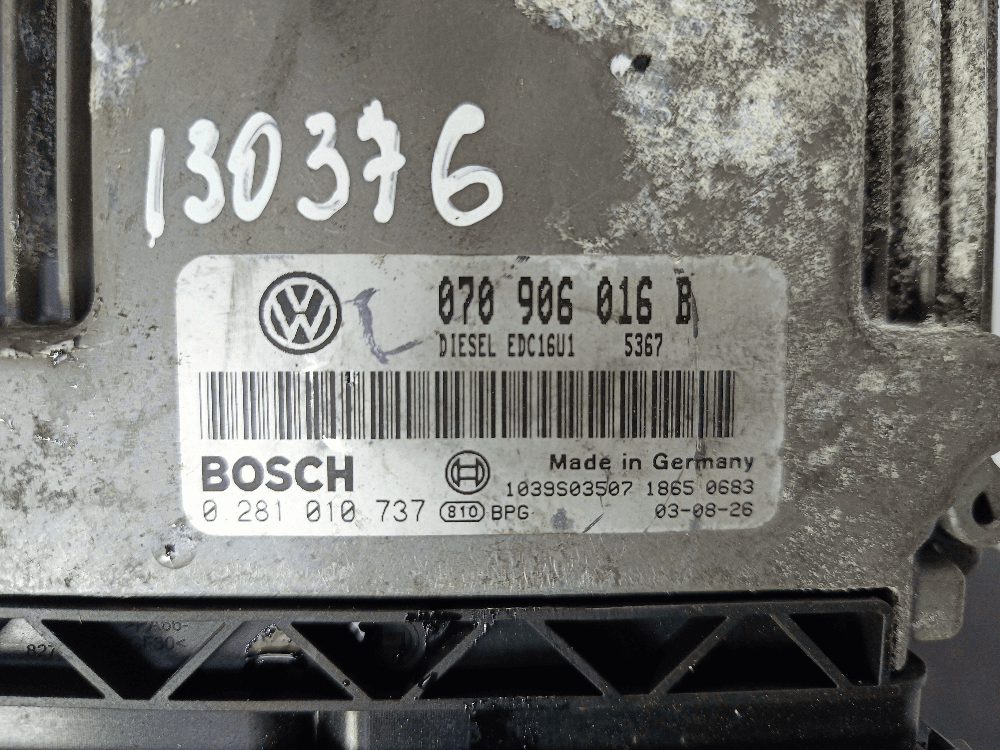 130376
070 906 016 B
DIESEL EDC16U1 5367
BOSCH
Made in Germany
1039S03507 1865 0683
0 281 010 737 810 BPG 03-08-26
827